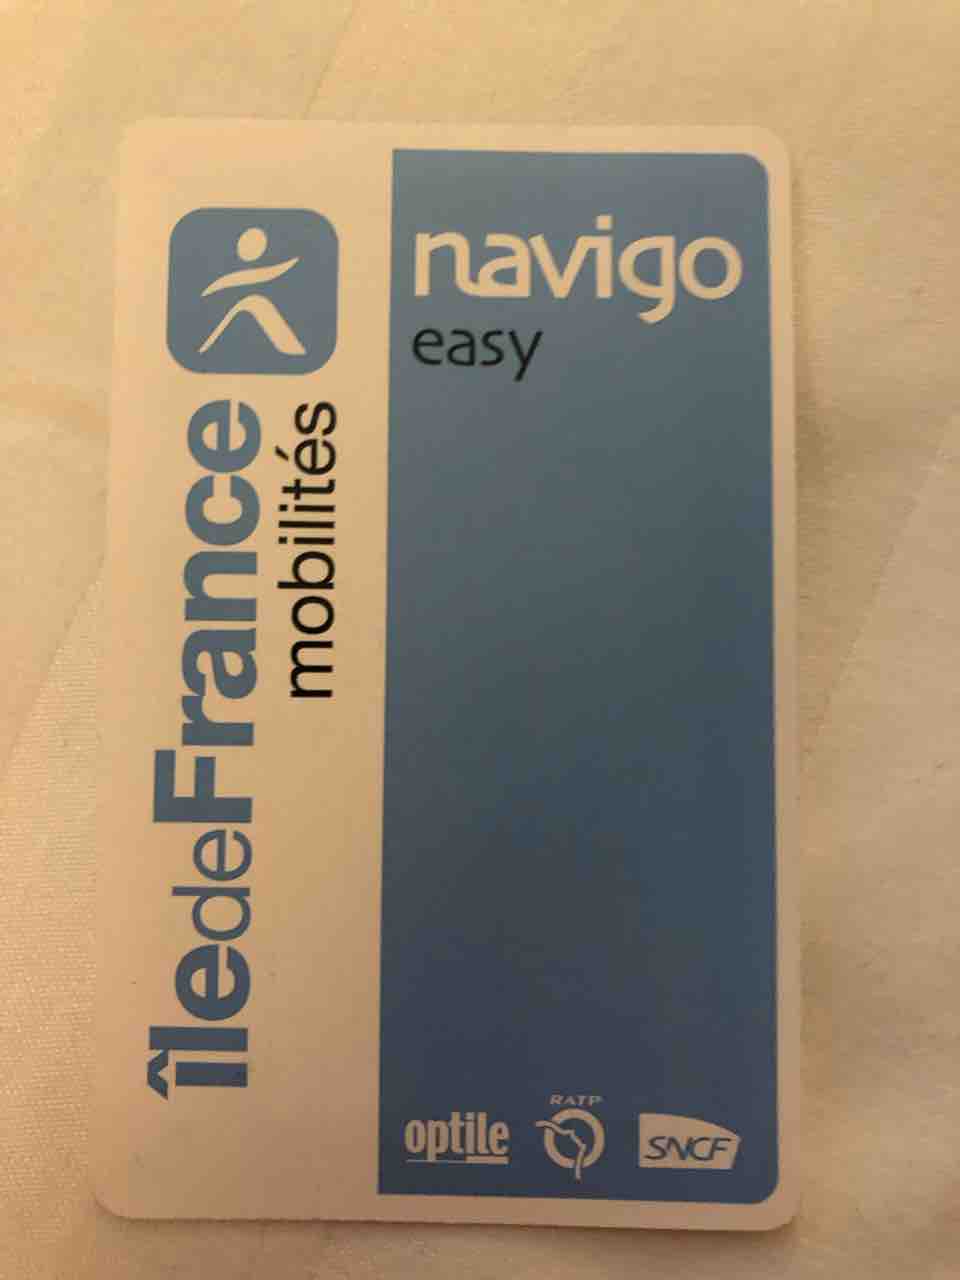 îledeFrance
mobilités
navigo
easy
optile
RATP
SNCF